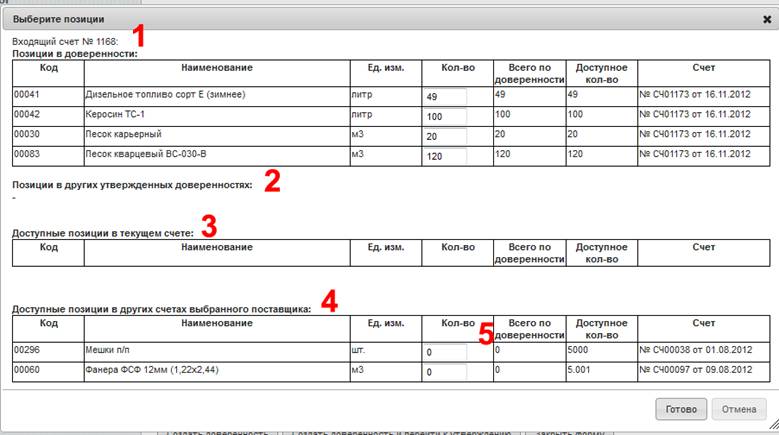 Выберите позиции
Входящий счет № 1168:
1
Позиции в доверенности:
Код Наименование Ед. изм. Кол-во Всего по доверенности Доступное кол-во Счет
00041 Дизельное топливо сорт Е (зимнее) литр 49 49 49 № СЧ01173 от 16.11.2012
00042 Керосин ТС-1 литр 100 100 100 № СЧ01173 от 16.11.2012
00030 Песок карьерный м3 20 20 20 № СЧ01173 от 16.11.2012
00083 Песок кварцевый ВС-030-В м3 120 120 120 № СЧ01173 от 16.11.2012
Позиции в других утвержденных доверенностях: 2
-
Доступные позиции в текущем счете: 3
Код Наименование Ед. изм. Кол-во Всего по доверенности Доступное кол-во Счет
Доступные позиции в других счетах выбранного поставщика: 4
Код Наименование Ед. изм. Кол-во 5 Всего по доверенности Доступное кол-во Счет
00296 Мешки п/п шт. 0 0 5000 № СЧ00038 от 01.08.2012
00060 Фанера ФСФ 12мм (1,22х2,44) м3 0 0 5.001 № СЧ00097 от 09.08.2012
Готово Отмена
Создать доверенность Создать доверенность и перейти к утверждению Закрыть форму